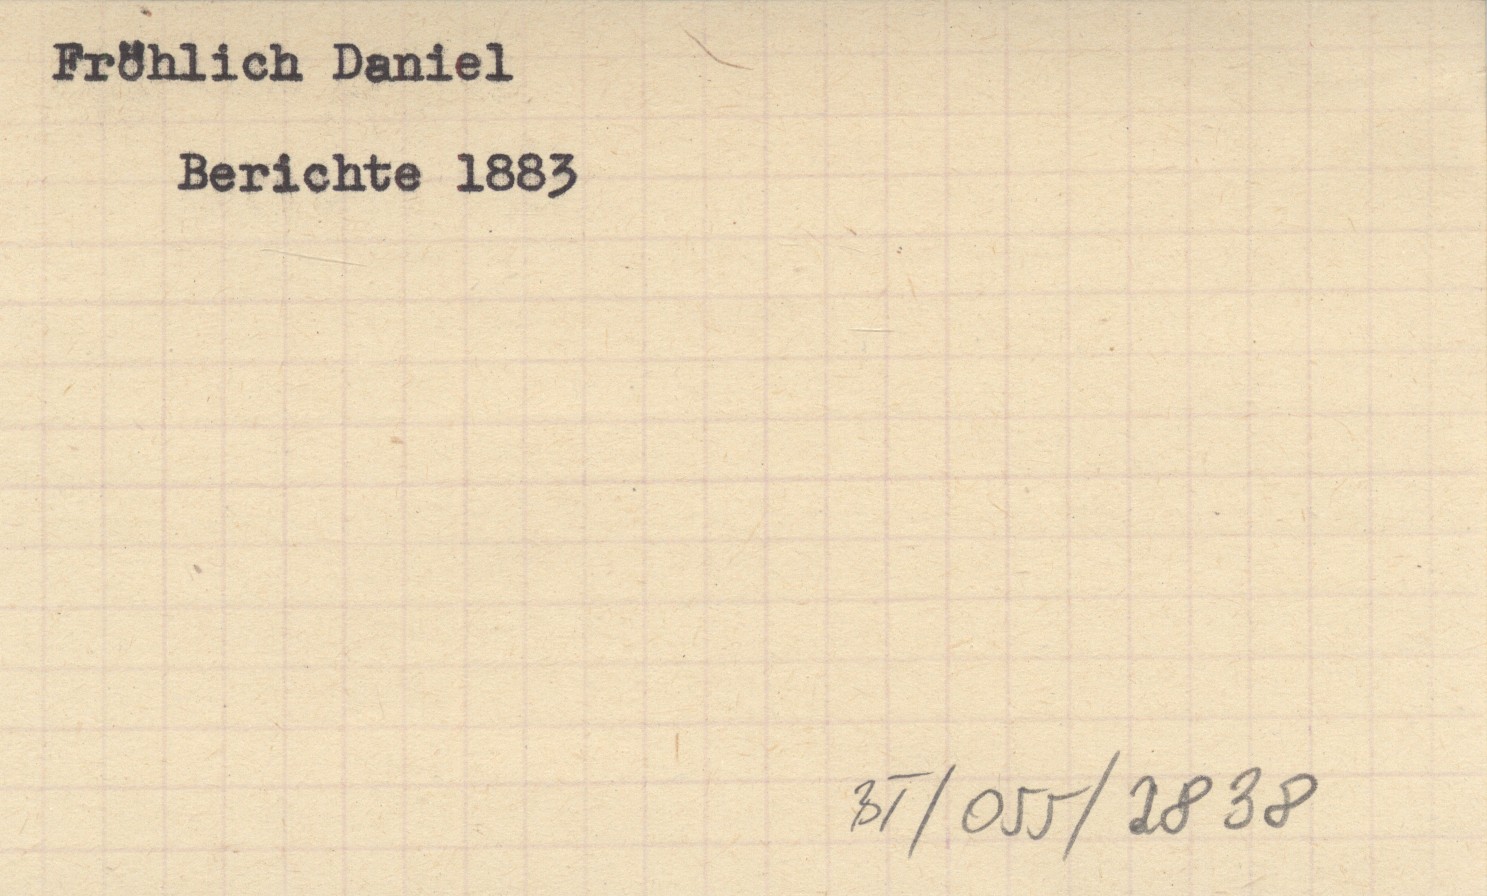 Fröhlich Daniel
Berichte 1883
BT/055/2838